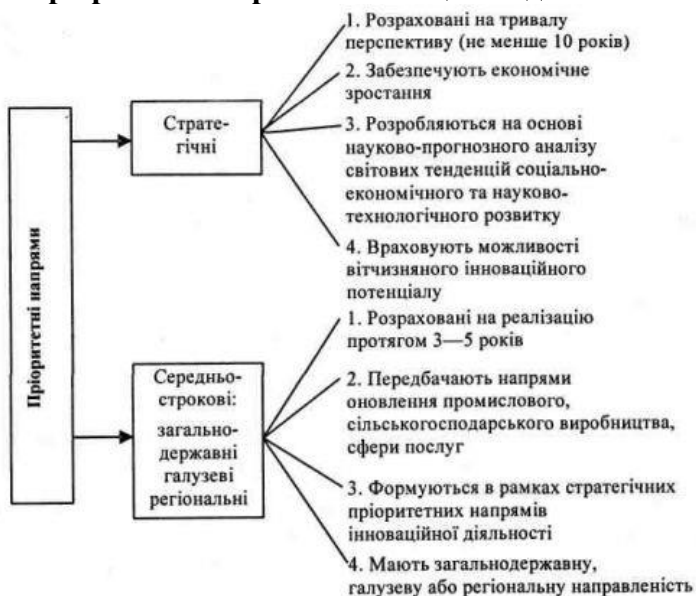 Пріоритетні напрями
Страте-
гічні
1. Розраховані на тривалу
перспективу (не менше 10 років)
2. Забезпечують економічне
зростання
3. Розробляються на основі
науково-прогнозного аналізу
світових тенденцій соціально-
економічного та науково-
технологічного розвитку
4. Враховують можливості
вітчизняного інноваційного
потенціалу
Середньо-
строкові:
загально-
державні
галузеві
регіональні
1. Розраховані на реалізацію
протягом 3—5 років
2. Передбачають напрями
оновлення промислового,
сільськогосподарського виробництва,
сфери послуг
3. Формуються в рамках стратегічних
пріоритетних напрямів
інноваційної діяльності
4. Мають загальнодержавну,
галузеву або регіональну направленість